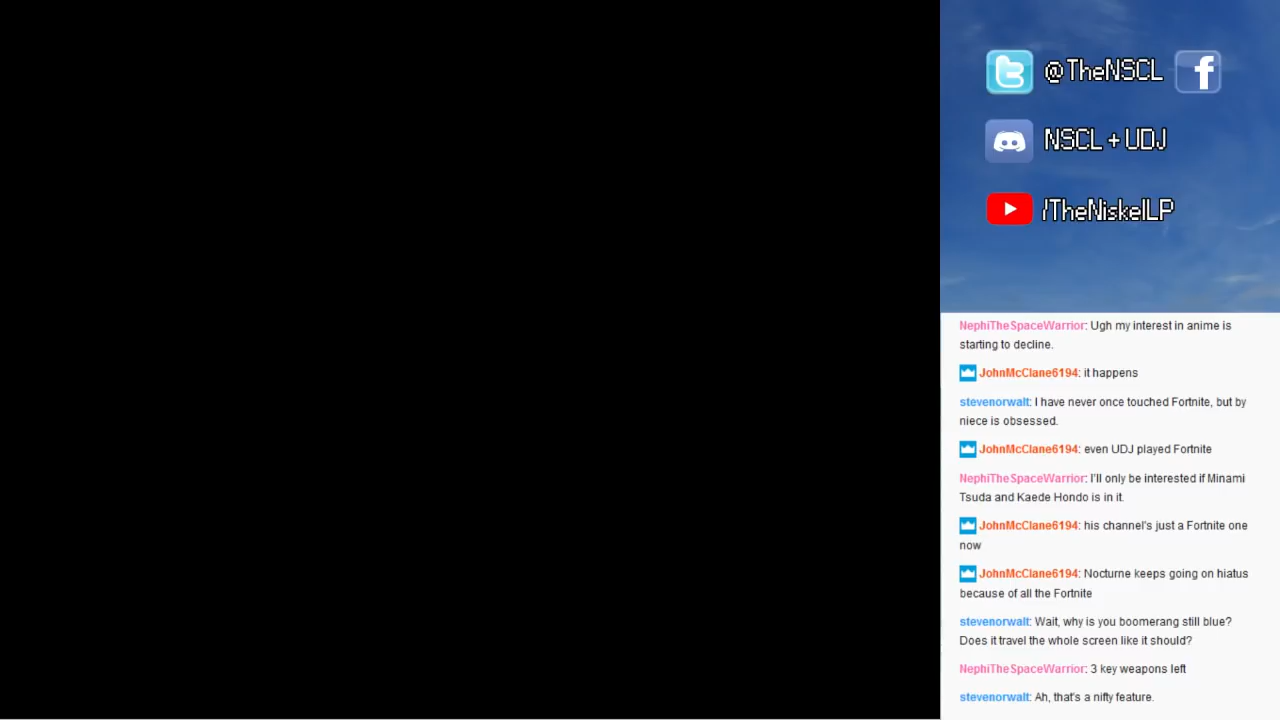 @TheNSCL
NSCL + UDJ
/TheNiskelLP
NephiTheSpaceWarrior: Ugh my interest in anime is
starting to decline.
JohnMcClane6194: it happens
stevenorwalt: I have never once touched Fortnite, but by
niece is obsessed.
JohnMcClane6194: even UDJ played Fortnite
NephiTheSpaceWarrior: I'll only be interested if Minami
Tsuda and Kaede Hondo is in it.
JohnMcClane6194: his channel's just a Fortnite one
now
JohnMcClane6194: Nocturne keeps going on hiatus
because of all the Fortnite
stevenorwalt: Wait, why is you boomerang still blue?
Does it travel the whole screen like it should?
NephiTheSpaceWarrior: 3 key weapons left
stevenorwalt: Ah, that's a nifty feature.